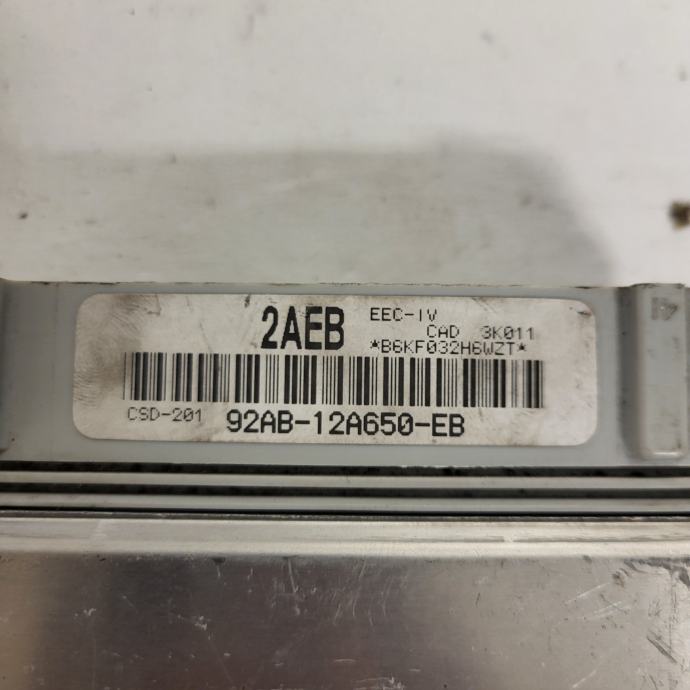 2AEB EEC-IV
CAD 3K011
*B6KF032H6WZT*
CSD-201 92AB-12A650-EB